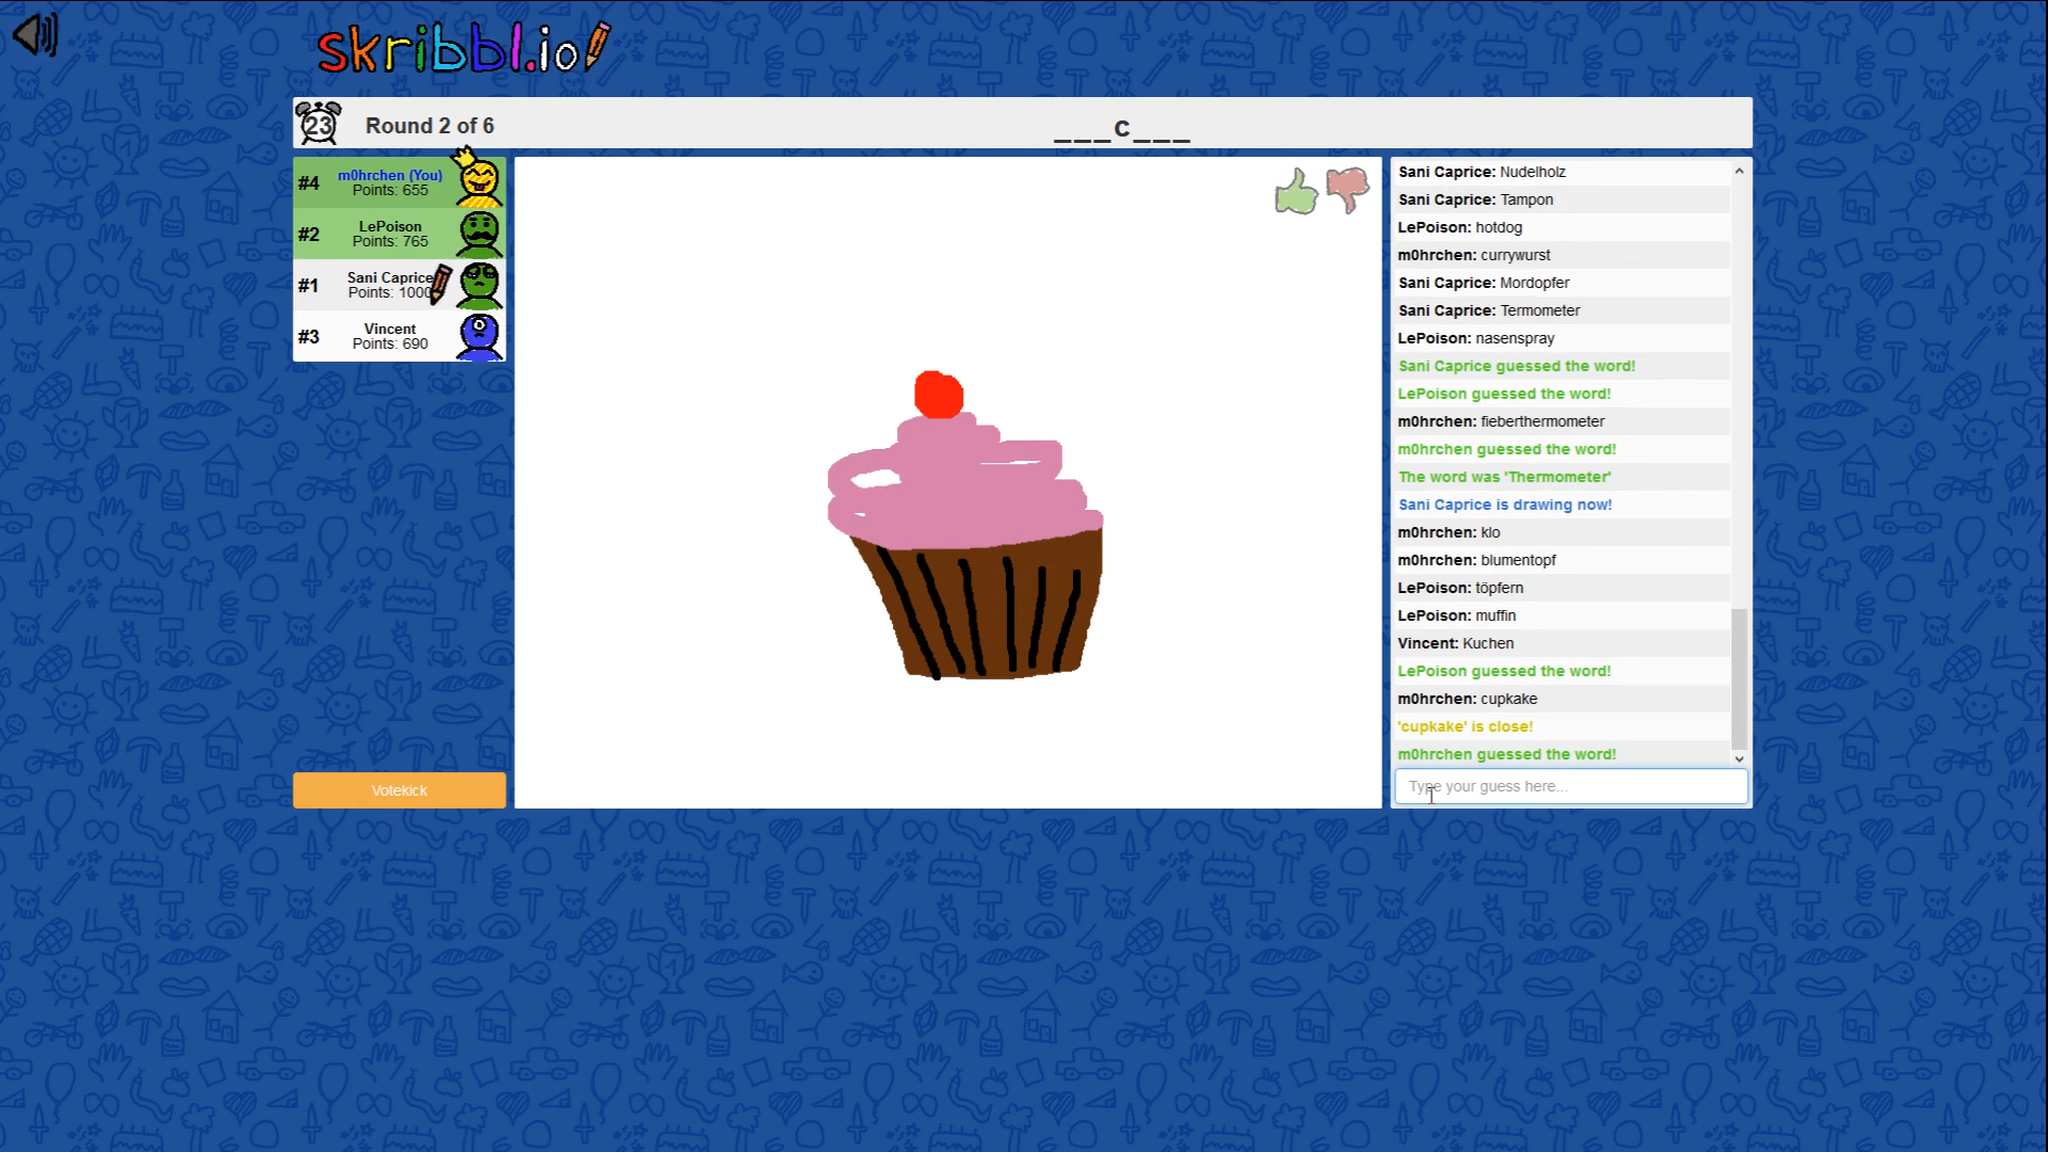 skribbl.io
23
Round 2 of 6
___c___
#4
m0hrchen (You)
Points: 655
#2
LePoison
Points: 765
#1
Sani Caprice
Points: 1000
#3
Vincent
Points: 690
Votekick
Sani Caprice: Nudelholz
Sani Caprice: Tampon
LePoison: hotdog
m0hrchen: currywurst
Sani Caprice: Mordopfer
Sani Caprice: Termometer
LePoison: nasenspray
Sani Caprice guessed the word!
LePoison guessed the word!
m0hrchen: fieberthermometer
m0hrchen guessed the word!
The word was 'Thermometer'
Sani Caprice is drawing now!
m0hrchen: klo
m0hrchen: blumentopf
LePoison: töpfern
LePoison: muffin
Vincent: Kuchen
LePoison guessed the word!
m0hrchen: cupkake
'cupkake' is close!
m0hrchen guessed the word!
Type your guess here...